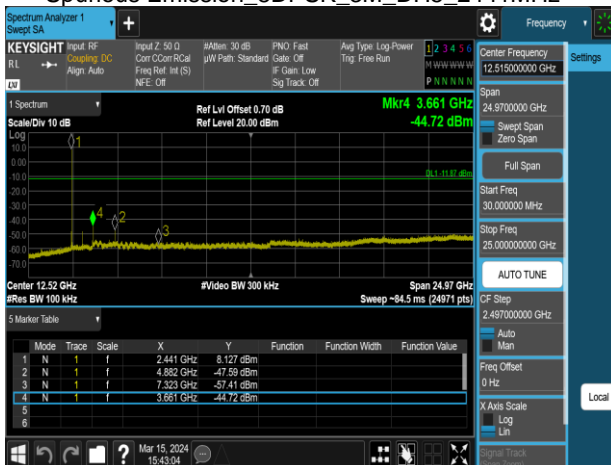 Spurious Emission_8DPSK_3M_DH5_2441MHz
Spectrum Analyzer 1
Swept SA
+
Frequency
Settings
KEYSIGHT
RL
LXI
Input: RF
Coupling: DC
Align: Auto
Input Z: 50 Ω
Corr CCorr RCal
Freq Ref: Int (S)
NFE: Off
#Atten: 30 dB
µW Path: Standard
PNO: Fast
Gate: Off
IF Gain: Low
Sig Track: Off
Avg Type: Log-Power
Trig: Free Run
1 2 3 4 5 6
M W W W W W
P N N N N N
1 Spectrum
Scale/Div 10 dB
Ref Lvl Offset 0.70 dB
Ref Level 20.00 dBm
Mkr4 3.661 GHz
-44.72 dBm
Log
10.0
0.00
-10.0
-20.0
-30.0
-40.0
-50.0
-60.0
-70.0
1
2
3
4
DL1 -11.87 dBm
Center 12.52 GHz
#Res BW 100 kHz
#Video BW 300 kHz
Span 24.97 GHz
Sweep ~84.5 ms (24971 pts)
5 Marker Table
Mode Trace Scale X Y Function Function Width Function Value
1 N 1 f 2.441 GHz 8.127 dBm
2 N 1 f 4.882 GHz -47.59 dBm
3 N 1 f 7.323 GHz -57.41 dBm
4 N 1 f 3.661 GHz -44.72 dBm
5
6
Mar 15, 2024
15:43:04
?
Center Frequency
12.515000000 GHz
Span
24.9700000 GHz
Swept Span
Zero Span
Full Span
Start Freq
30.000000 MHz
Stop Freq
25.000000000 GHz
AUTO TUNE
CF Step
2.497000000 GHz
Auto
Man
Freq Offset
0 Hz
X Axis Scale
Log
Lin
Signal Track
Local